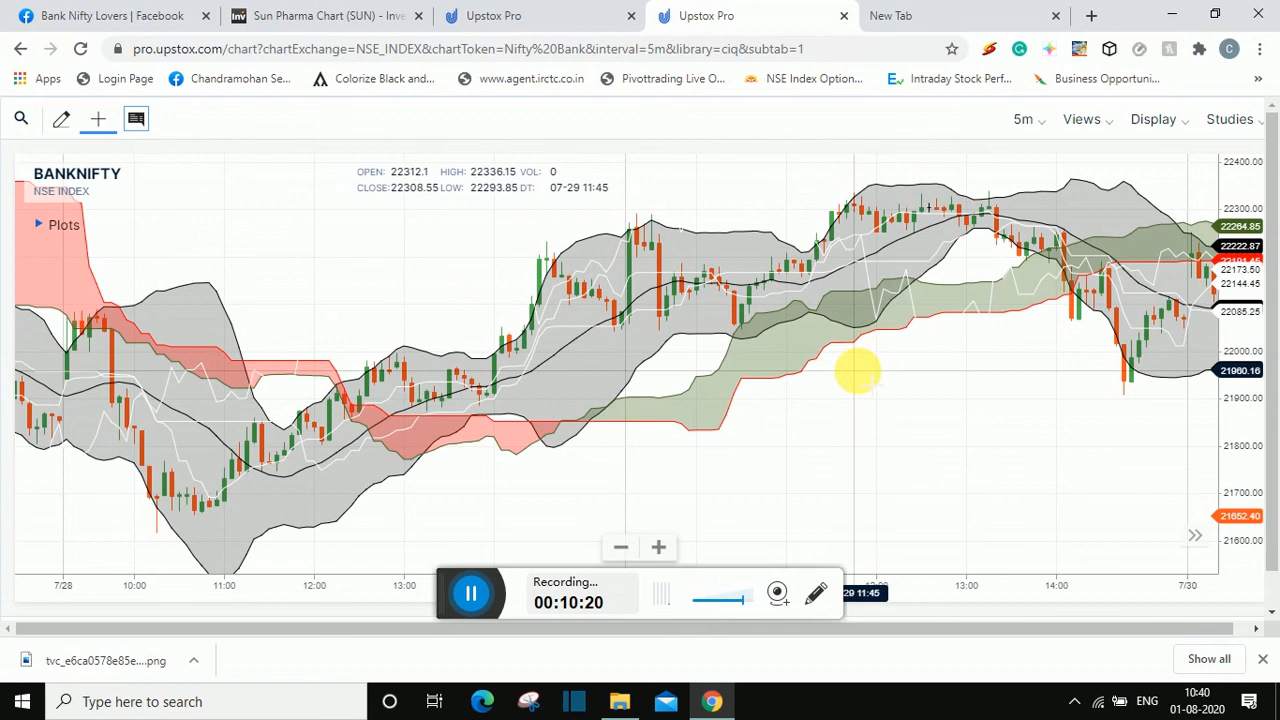 Bank Nifty Lovers | Facebook
Sun Pharma Chart (SUN) - Inve
Upstox Pro
Upstox Pro
New Tab
pro.upstox.com/chart?chartExchange=NSE_INDEX&chartToken=Nifty%20Bank&interval=5m&library=ciq&subtab=1
C
Apps
Login Page
Chandramohan Se...
Colorize Black and...
www.agent.irctc.co.in
Pivottrading Live O...
NSE Index Option...
Intraday Stock Perf...
Business Opportuni...
5m
Views
Display
Studies
BANKNIFTY
NSE INDEX
Plots
OPEN: 22312.1 HIGH: 22336.15 VOL: 0
CLOSE:22308.55 LOW: 22293.85 DT: 07-29 11:45
22400.00
22300.00
22264.85
22222.87
22173.50
22144.45
22085.25
22000.00
21960.16
21900.00
21800.00
21700.00
21652.40
21600.00
7/28
10:00
11:00
12:00
13:00
29 11:45
13:00
14:00
7/30
Recording...
00:10:20
tvc_e6ca0578e85e....png
Show all
Type here to search
ENG
10:40
01-08-2020